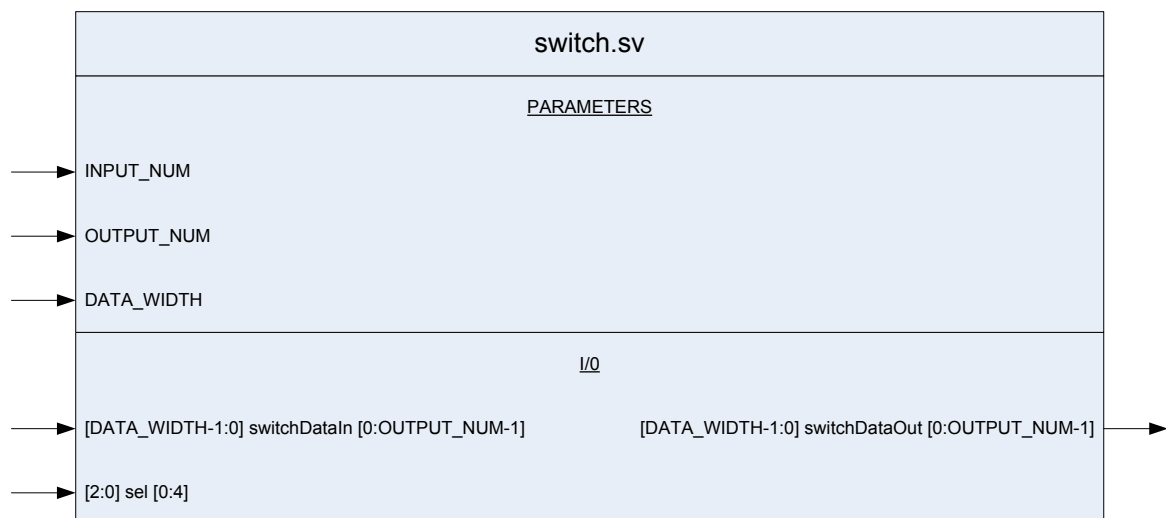 switch.sv
PARAMETERS
INPUT_NUM
OUTPUT_NUM
DATA_WIDTH
I/0
[DATA_WIDTH-1:0] switchDataIn [0:OUTPUT_NUM-1]
[DATA_WIDTH-1:0] switchDataOut [0:OUTPUT_NUM-1]
[2:0] sel [0:4]